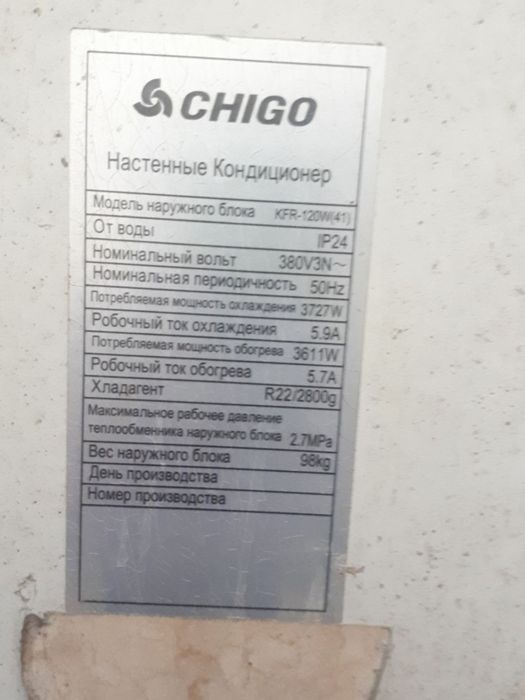 CHIGO
Настенные Кондиционер
Модель наружного блока KFR-120W(41)
От воды IP24
Номинальный вольт 380V3N~
Номинальная периодичность 50Hz
Потребляемая мощность охлаждения 3727W
Робочный ток охлаждения 5.9A
Потребляемая мощность обогрева 3611W
Робочный ток обогрева 5.7A
Хладагент R22/2800g
Максимальное рабочее давление
теплообменника наружного блока 2.7MPa
Вес наружного блока 98kg
День производства
Номер производства